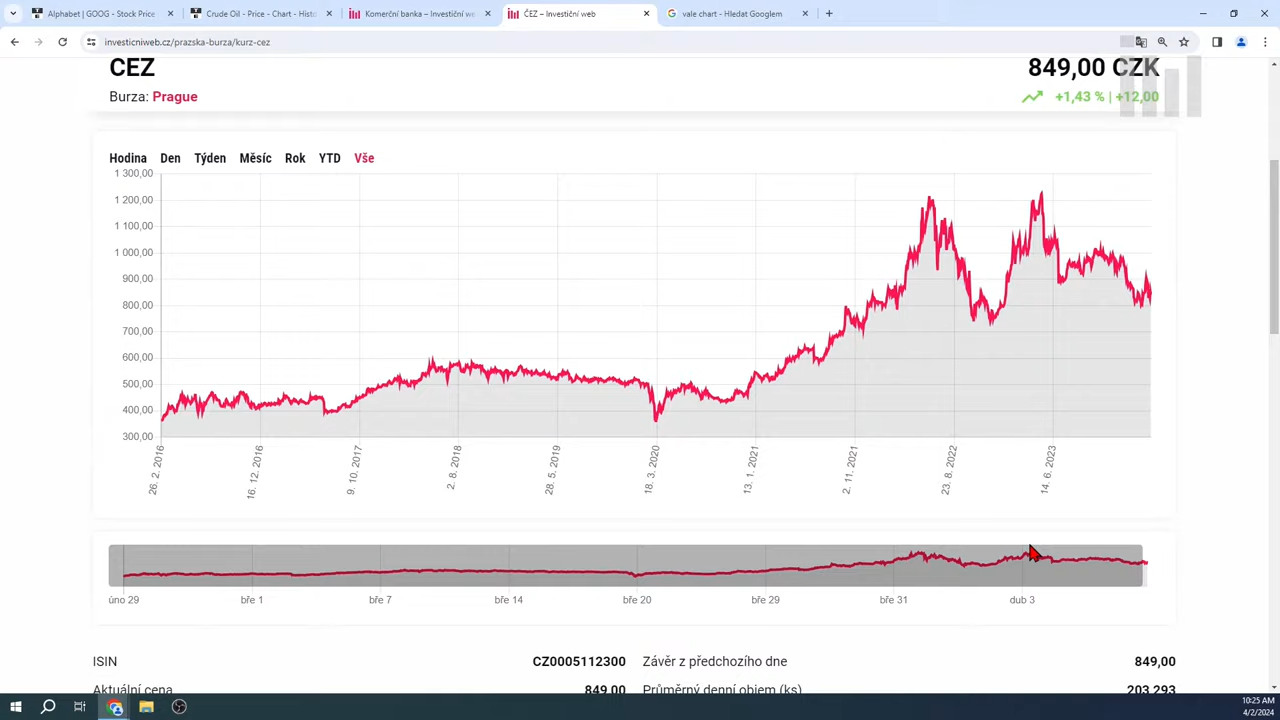 Alphabet | GOOG - Stock Price
Crude Oil - Price - Chart - Histo
Komerční banka – Investiční we
ČEZ – Investiční web
vale chart - Hledat Googlem
investicniweb.cz/prazska-burza/kurz-cez
CEZ
849,00 CZK
Burza: Prague
+1,43 % | +12,00
Hodina Den Týden Měsíc Rok YTD Vše
1 300,00
1 200,00
1 100,00
1 000,00
900,00
800,00
700,00
600,00
500,00
400,00
300,00
26. 2. 2016
16. 12. 2016
9. 10. 2017
2. 8. 2018
28. 5. 2019
18. 3. 2020
13. 1. 2021
2. 11. 2021
23. 8. 2022
14. 6. 2023
úno 29
bře 1
bře 7
bře 14
bře 20
bře 29
bře 31
dub 3
ISIN
CZ0005112300
Závěr z předchozího dne
849,00
Aktuální cena
849,00
Průměrný denní objem (ks)
203 293
10:25 AM
4/2/2024